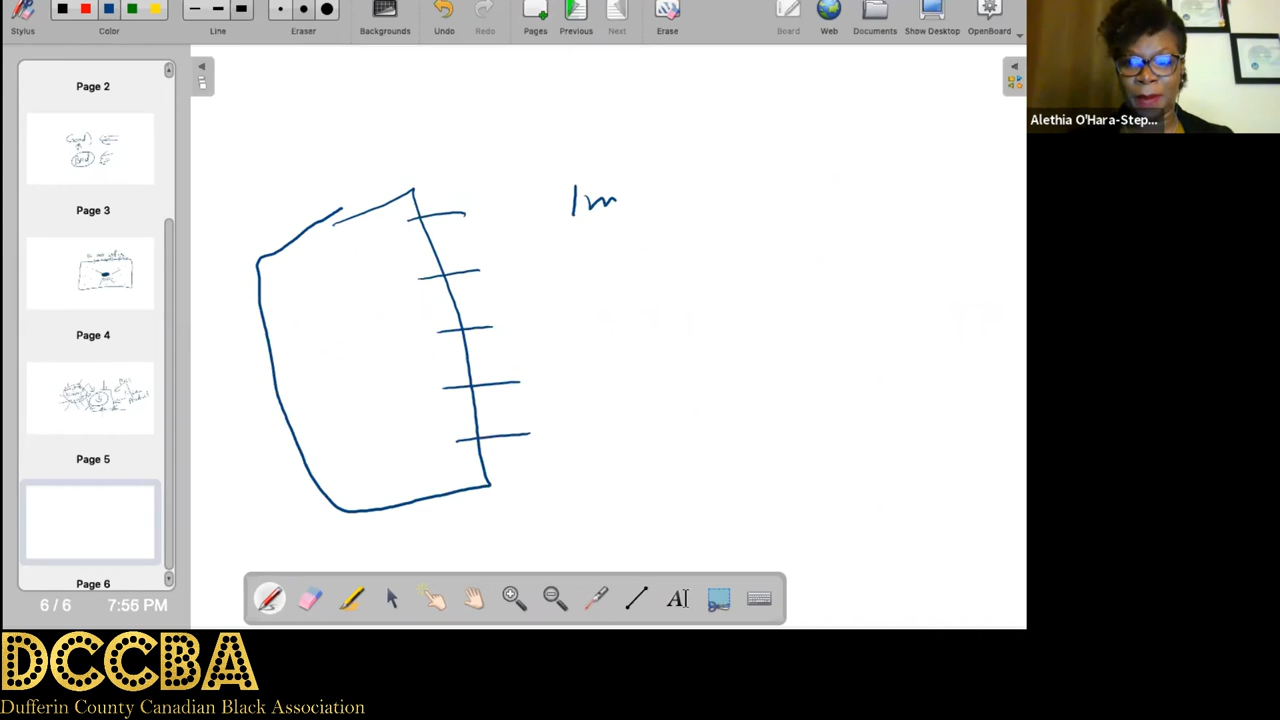 Stylus
Color
Line
Eraser
Backgrounds
Undo
Redo
Pages
Previous
Next
Erase
Board
Web
Documents
Show Desktop
OpenBoard
Page 2
Page 3
Page 4
Page 5
Page 6
6 / 6 7:56 PM
Im
Alethia O'Hara-Step...
DCCBA
Dufferin County Canadian Black Association